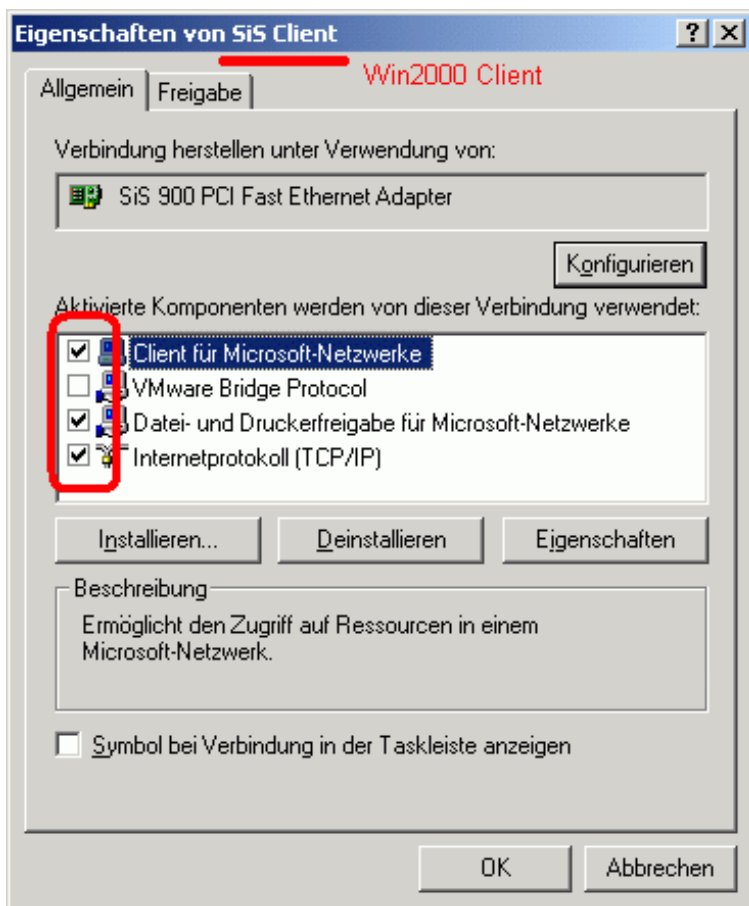 Eigenschaften von SiS Client
Win2000 Client
Allgemein
Freigabe
Verbindung herstellen unter Verwendung von:
SiS 900 PCI Fast Ethernet Adapter
Konfigurieren
Aktivierte Komponenten werden von dieser Verbindung verwendet:
Client für Microsoft-Netzwerke
VMware Bridge Protocol
Datei- und Druckerfreigabe für Microsoft-Netzwerke
Internetprotokoll (TCP/IP)
Installieren... Deinstallieren Eigenschaften
Beschreibung
Ermöglicht den Zugriff auf Ressourcen in einem
Microsoft-Netzwerk.
Symbol bei Verbindung in der Taskleiste anzeigen
OK Abbrechen